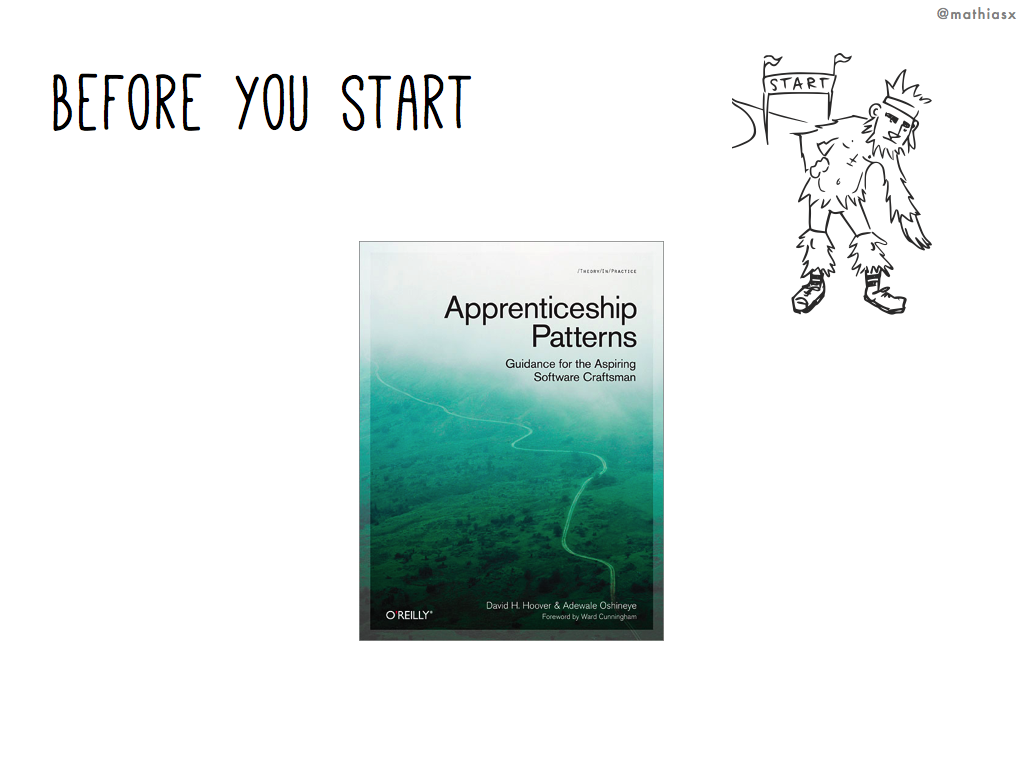 @mathiasx
BEFORE YOU START
START
/THEORY/IN/PRACTICE
Apprenticeship
Patterns
Guidance for the Aspiring
Software Craftsman
David H. Hoover & Adewale Oshineye
O'REILLY®
Foreword by Ward Cunningham